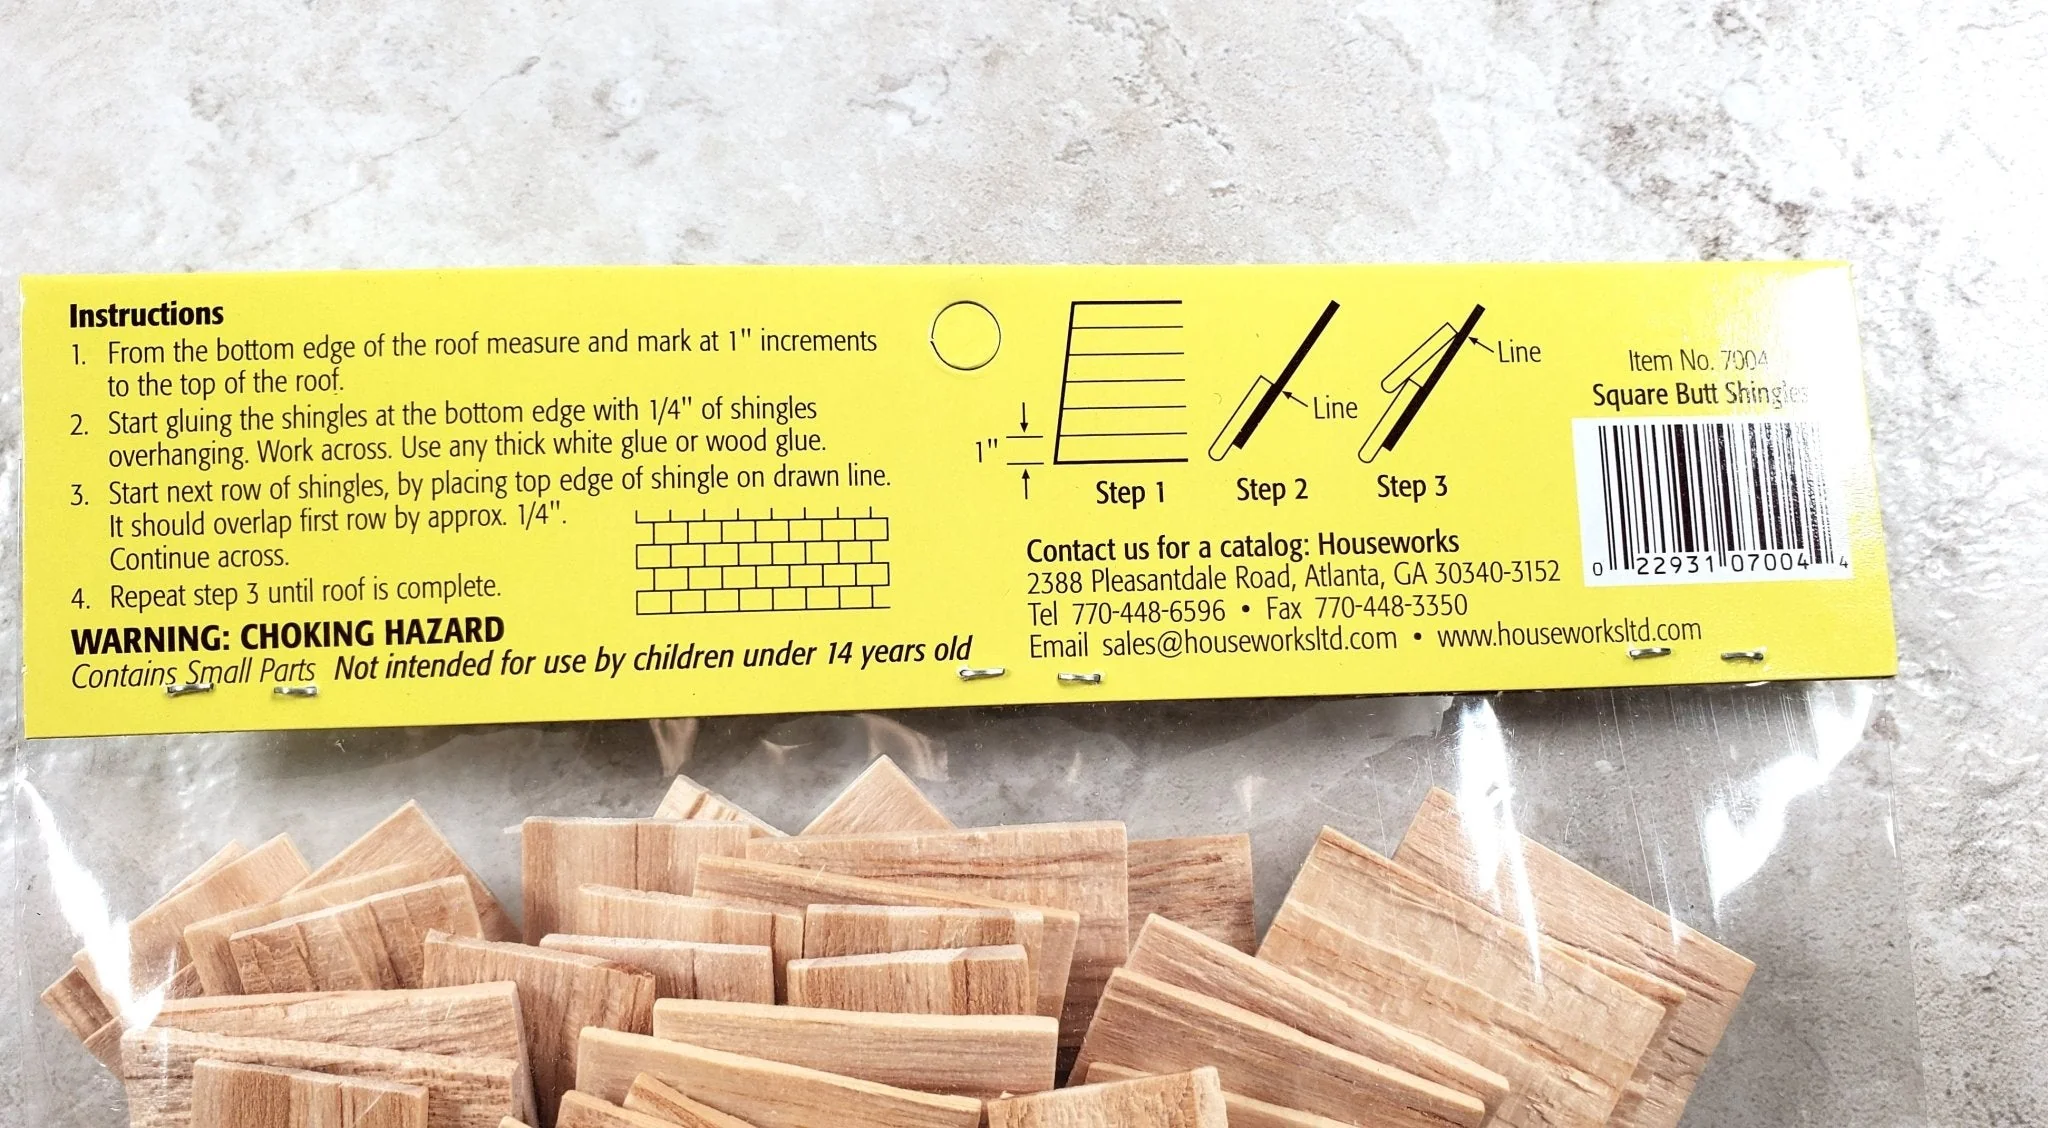 Instructions
1. From the bottom edge of the roof measure and mark at 1" increments
to the top of the roof.
2. Start gluing the shingles at the bottom edge with 1/4" of shingles
overhanging. Work across. Use any thick white glue or wood glue.
3. Start next row of shingles, by placing top edge of shingle on drawn line.
It should overlap first row by approx. 1/4".
Continue across.
4. Repeat step 3 until roof is complete.
WARNING: CHOKING HAZARD
Contains Small Parts Not intended for use by children under 14 years old
1"
Line
Line
Step 1 Step 2 Step 3
Contact us for a catalog: Houseworks
2388 Pleasantdale Road, Atlanta, GA 30340-3152
Tel 770-448-6596 • Fax 770-448-3350
Email sales@houseworksltd.com • www.houseworksltd.com
Item No. 7004
Square Butt Shingles
0 22931 07004 4